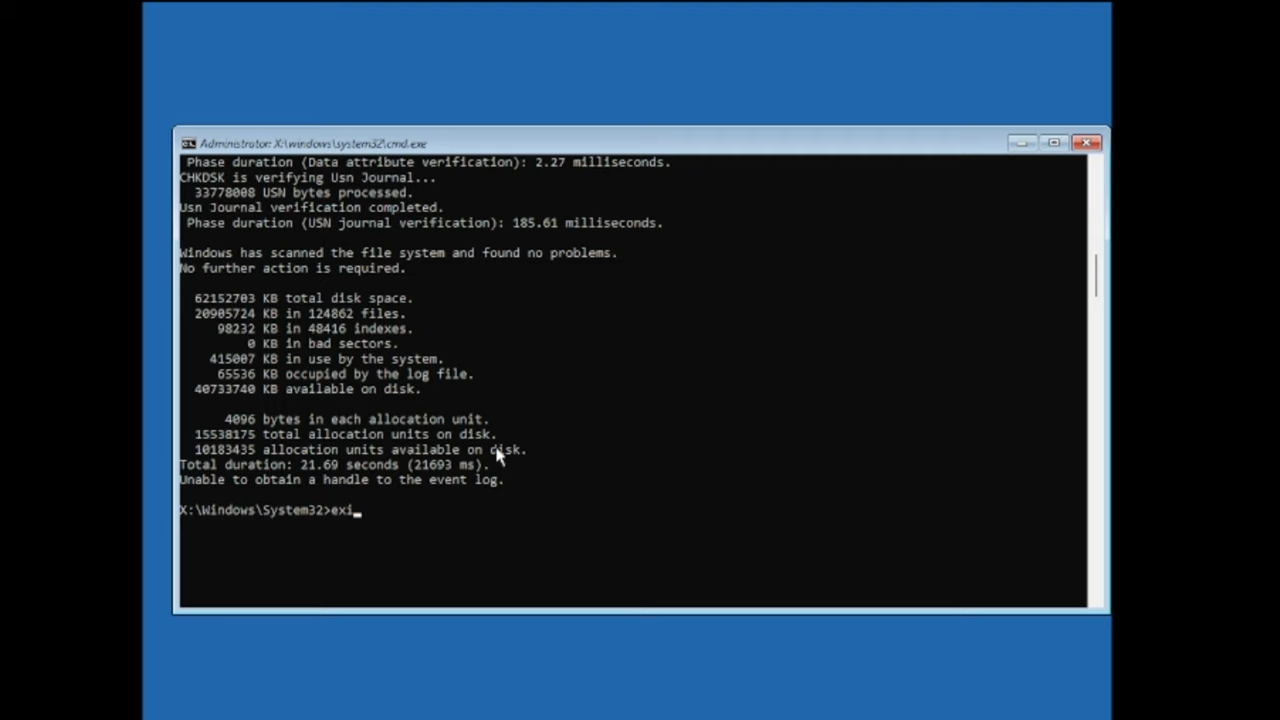 Administrator: X:\windows\system32\cmd.exe
Phase duration (Data attribute verification): 2.27 milliseconds.
CHKDSK is verifying Usn Journal...
33778008 USN bytes processed.
Usn Journal verification completed.
Phase duration (USN journal verification): 185.61 milliseconds.
Windows has scanned the file system and found no problems.
No further action is required.
62152703 KB total disk space.
20905724 KB in 124862 files.
98232 KB in 48416 indexes.
0 KB in bad sectors.
415007 KB in use by the system.
65536 KB occupied by the log file.
40733740 KB available on disk.
4096 bytes in each allocation unit.
15538175 total allocation units on disk.
10183435 allocation units available on disk.
Total duration: 21.69 seconds (21693 ms).
Unable to obtain a handle to the event log.
X:\Windows\System32>exi